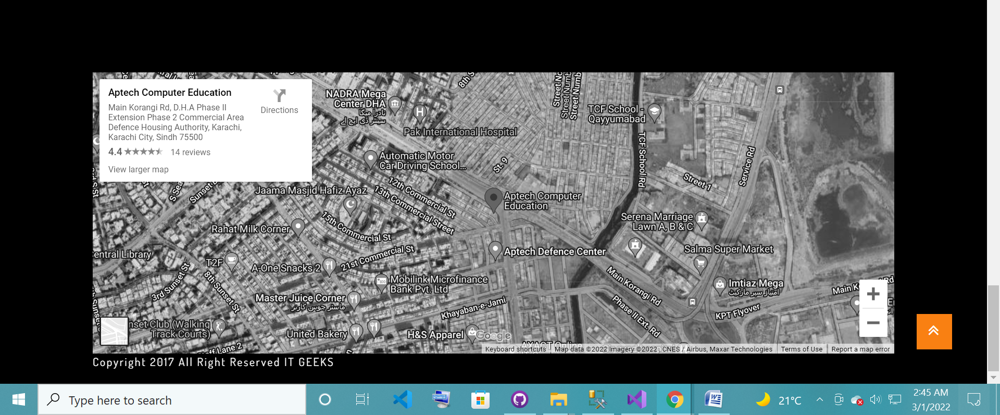 Aptech Computer Education
Directions
Main Korangi Rd, D.H.A Phase II
Extension Phase 2 Commercial Area
Defence Housing Authority, Karachi,
Karachi City, Sindh 75500
4.4
14 reviews
View larger map
8th S
NADRA Mega
Center DHA
نادرا میگا
سینٹر ڈی ایچ اے
H
Pak International Hospital
Street Numb
Street Numb
TCF School -
Qayyumabad
TCF School Rd
Service Rd
Street 1
St. 9
Automatic Motor
Car Driving School...
Jaama Masjid Hafiz Ayaz
12th Commercial St
13th Commercial Street
15th Commercial St
21st Commercial St
Aptech Computer
Education
Serena Marriage
Lawn A, B & C
Rahat Milk Corner
Aptech Defence Center
Salma Super Market
entral Library
T2F
A-One Snacks 2
3rd Sunset St
8th Sunset St
Mobilink Microfinance
Bank Pvt. Ltd
Master Juice Corner
ماسٹر جوس کارنر
Main Korangi Rd
Imtiaz Mega
امتیاز سپر مارکیٹ
Phase II Ext. Rd
KPT Flyover
Khayaban-e-Jami
nset Club (Walking
Track Courts)
United Bakery
H&S Apparel
Google
AXACT Online
Keyboard shortcuts
Map data ©2022 Imagery ©2022 , CNES / Airbus, Maxar Technologies
Terms of Use
Report a map error
Copyright 2017 All Right Reserved IT GEEKS
Type here to search
21°C
2:45 AM
3/1/2022